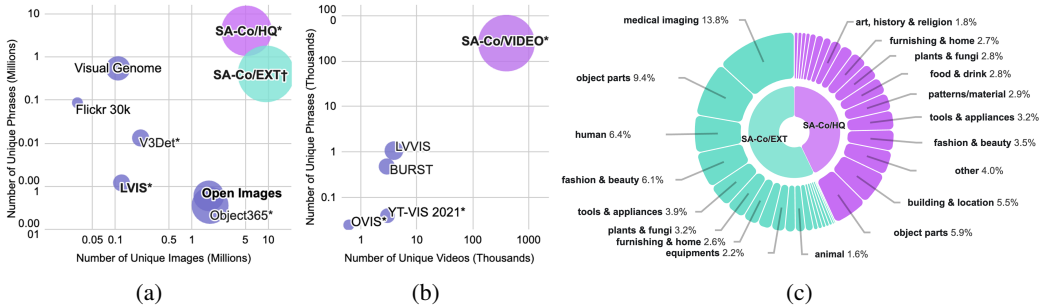 Number of Unique Phrases (Millions)
10
1
0.1
0.01
0.00
1
0.00
01
SA-Co/HQ*
SA-Co/EXT†
Visual Genome
Flickr 30k
V3Det*
LVIS*
Open Images
Object365*
0.05
0.1
0.5
1
5
10
Number of Unique Images (Millions)
(a)
Number of Unique Phrases (Thousands)
100
0
100
10
1
0.1
0
SA-Co/VIDEO*
LVVIS
BURST
YT-VIS 2021*
OVIS*
1
10
100
1000
Number of Unique Videos (Thousands)
(b)
medical imaging 13.8%
object parts 9.4%
human 6.4%
fashion & beauty 6.1%
tools & appliances 3.9%
plants & fungi 3.2%
furnishing & home 2.6%
equipments 2.2%
animal 1.6%
SA-Co/EXT
SA-Co/HQ
art, history & religion 1.8%
furnishing & home 2.7%
plants & fungi 2.8%
food & drink 2.8%
patterns/material 2.9%
tools & appliances 3.2%
fashion & beauty 3.5%
other 4.0%
building & location 5.5%
object parts 5.9%
(c)